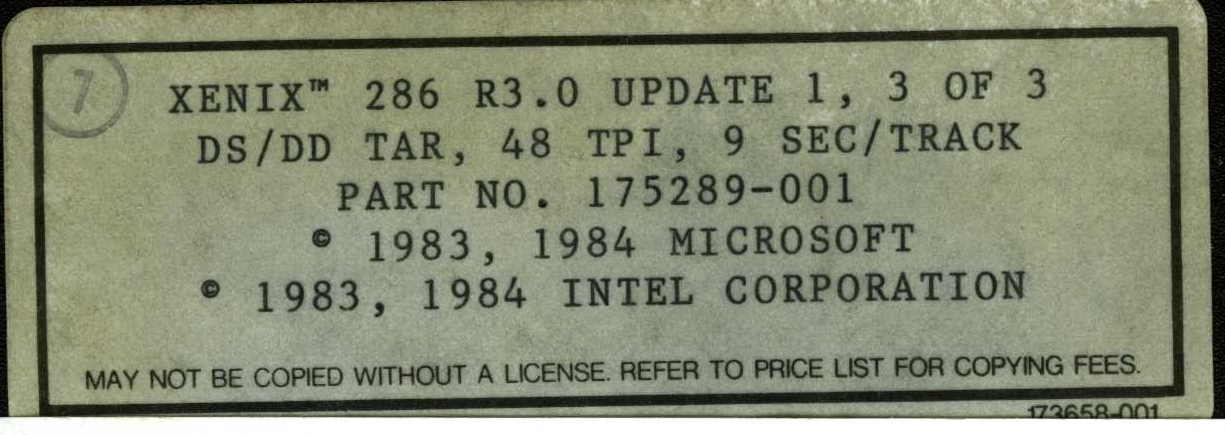 7
XENIX™ 286 R3.0 UPDATE 1, 3 OF 3
DS/DD TAR, 48 TPI, 9 SEC/TRACK
PART NO. 175289-001
© 1983, 1984 MICROSOFT
© 1983, 1984 INTEL CORPORATION
MAY NOT BE COPIED WITHOUT A LICENSE. REFER TO PRICE LIST FOR COPYING FEES.
173658-001